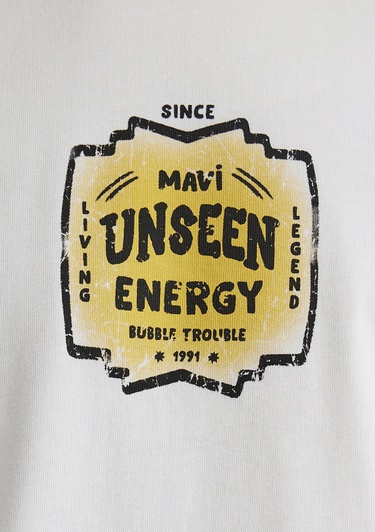 SINCE
MAVi
LIVING
UNSEEN
LEGEND
ENERGY
BUBBLE TROUBLE
* 1991 *